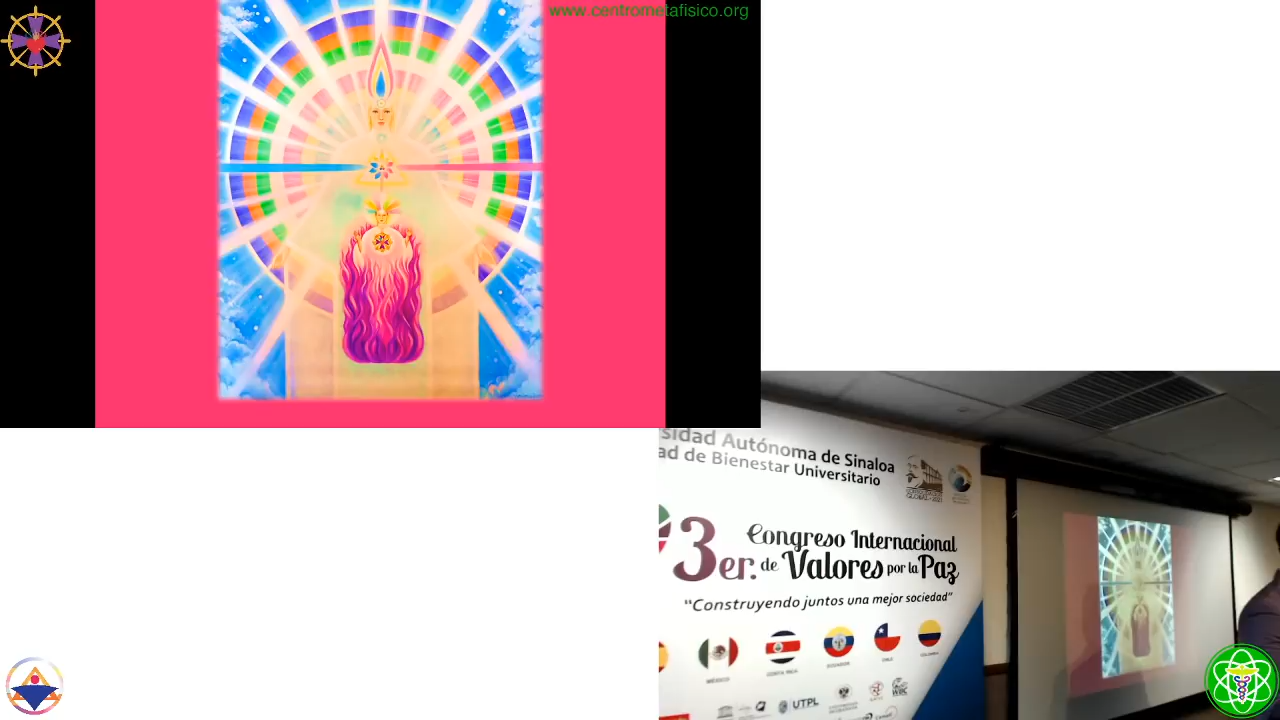 www.centrometafisico.org
sidad Autónoma de Sinaloa
ad de Bienestar Universitario
3er. Congreso Internacional
de Valores por la Paz
"Construyendo juntos una mejor sociedad"
MÉXICO COSTA RICA ECUADOR CHILE COLOMBIA
UTPL